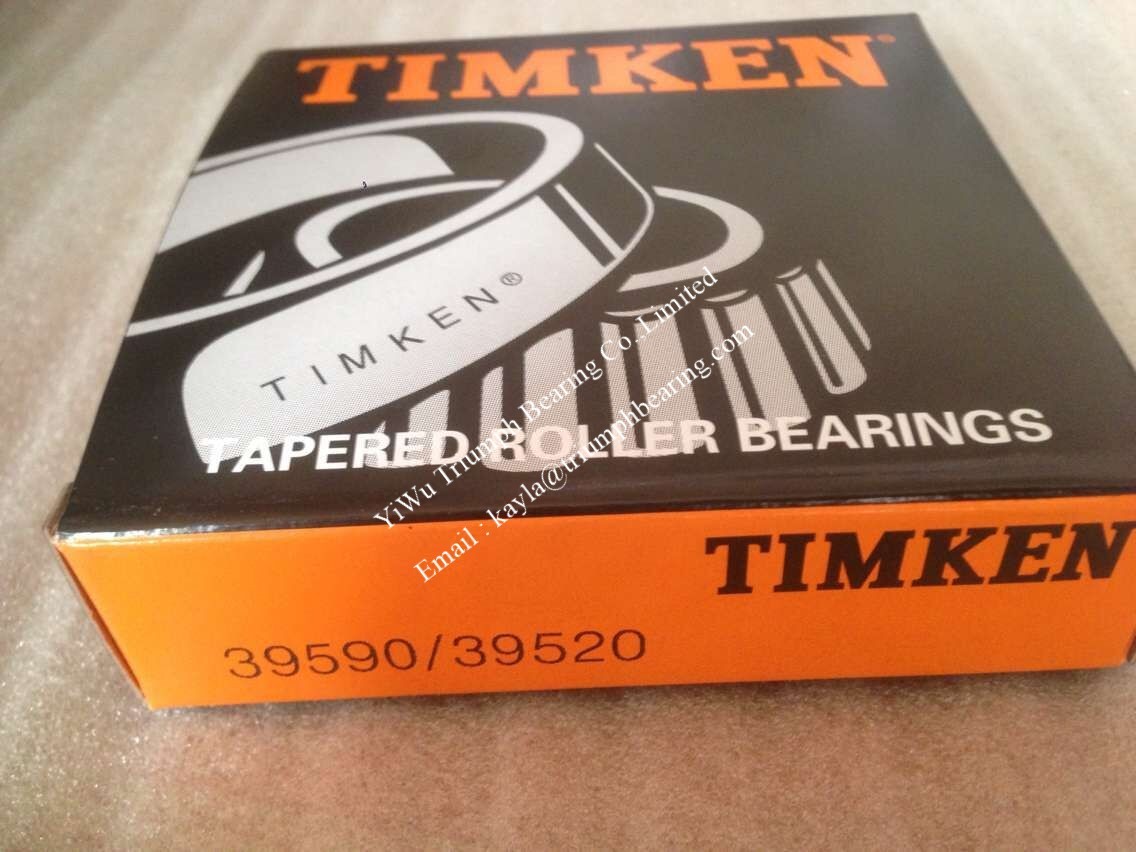 TIMKEN®
TIMKEN®
TAPERED ROLLER BEARINGS
YiWu Triumph Bearing Co,.Limited
Email : kayla@triumphbearing.com
TIMKEN
39590/39520